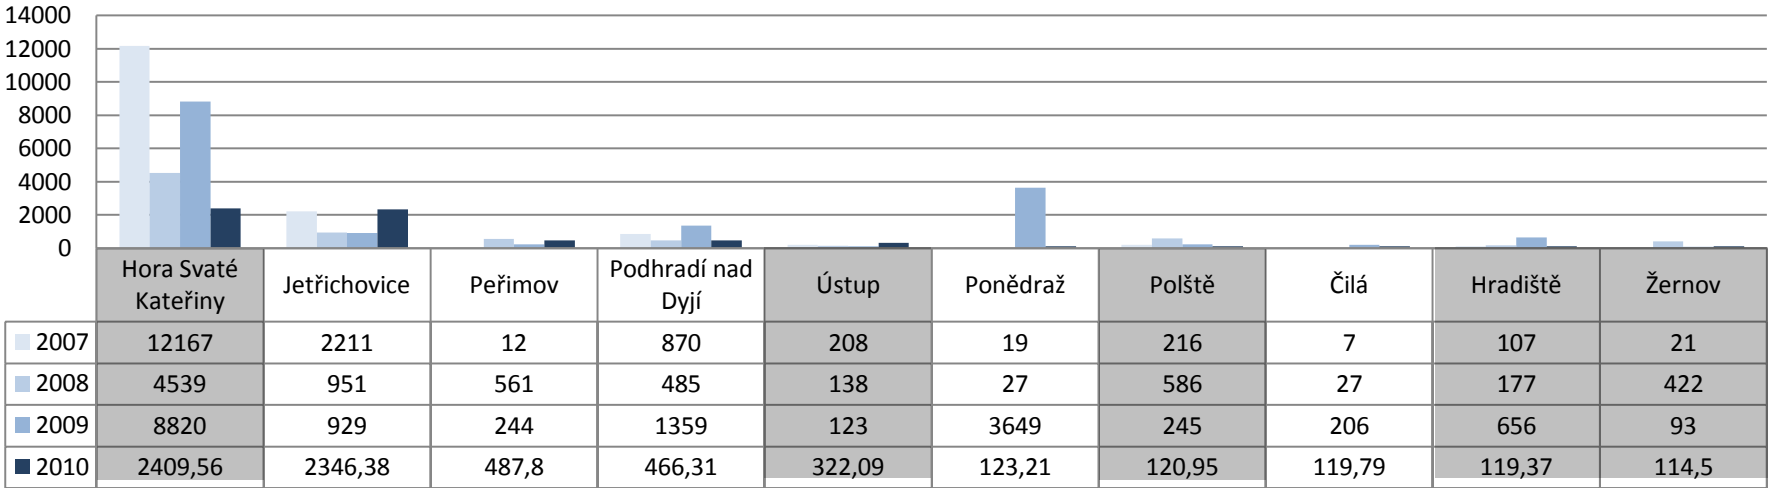 14000
12000
10000
8000
6000
4000
2000
0
Hora Svaté Kateřiny Jetřichovice Peřimov Podhradí nad Dyjí Ústup Ponědraž Polště Čilá Hradiště Žernov
2007 12167 2211 12 870 208 19 216 7 107 21
2008 4539 951 561 485 138 27 586 27 177 422
2009 8820 929 244 1359 123 3649 245 206 656 93
2010 2409,56 2346,38 487,8 466,31 322,09 123,21 120,95 119,79 119,37 114,5